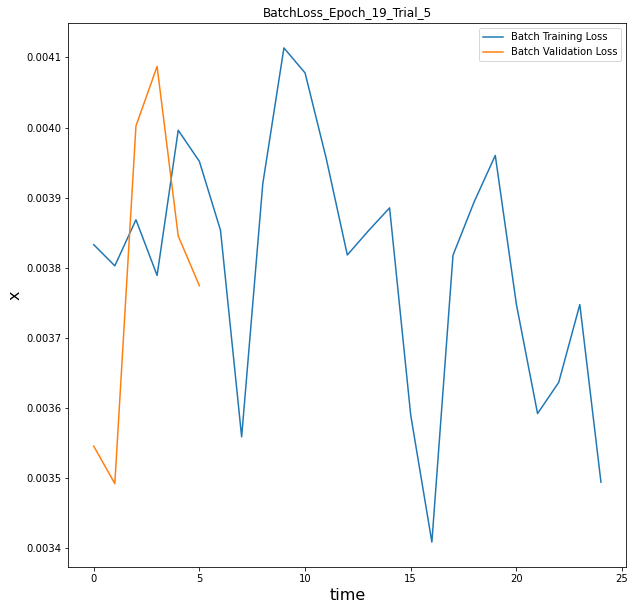 BatchLoss_Epoch_19_Trial_5
Batch Training Loss
Batch Validation Loss
0.0041
0.0040
0.0039
0.0038
0.0037
0.0036
0.0035
0.0034
x
0 5 10 15 20 25
time